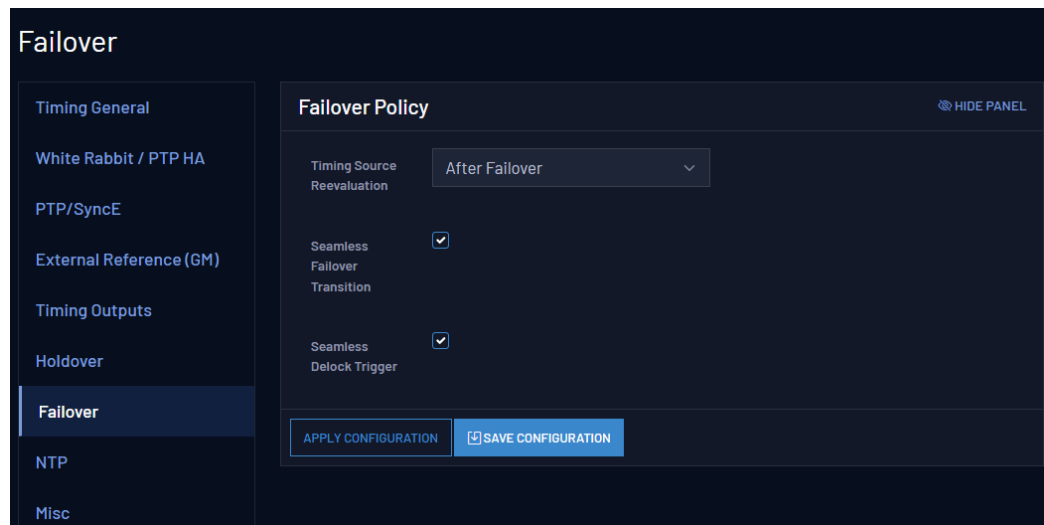 Failover
Timing General
White Rabbit / PTP HA
PTP/SyncE
External Reference (GM)
Timing Outputs
Holdover
Failover
NTP
Misc
Failover Policy
HIDE PANEL
Timing Source
Reevaluation
After Failover
Seamless
Failover
Transition
Seamless
Delock Trigger
APPLY CONFIGURATION
SAVE CONFIGURATION